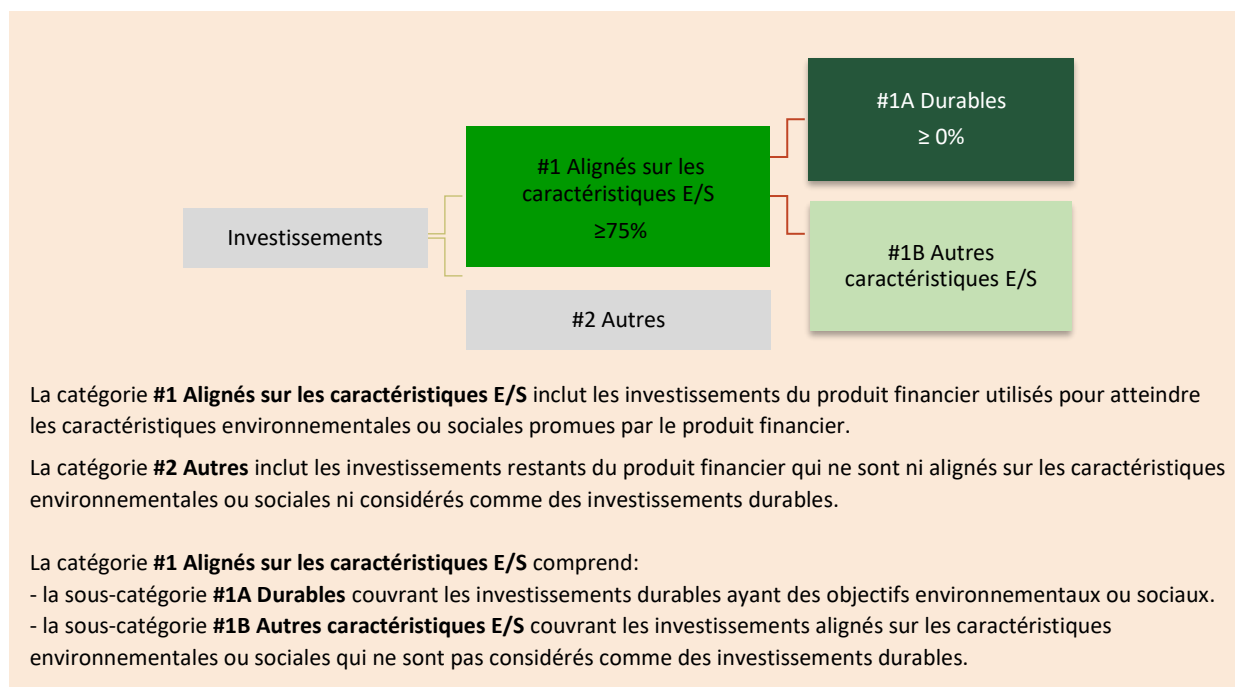 #1A Durables
≥ 0%
#1 Alignés sur les
caractéristiques E/S
≥75%
Investissements
#1B Autres
caractéristiques E/S
#2 Autres
La catégorie #1 Alignés sur les caractéristiques E/S inclut les investissements du produit financier utilisés pour atteindre
les caractéristiques environnementales ou sociales promues par le produit financier.
La catégorie #2 Autres inclut les investissements restants du produit financier qui ne sont ni alignés sur les caractéristiques
environnementales ou sociales ni considérés comme des investissements durables.
La catégorie #1 Alignés sur les caractéristiques E/S comprend:
- la sous-catégorie #1A Durables couvrant les investissements durables ayant des objectifs environnementaux ou sociaux.
- la sous-catégorie #1B Autres caractéristiques E/S couvrant les investissements alignés sur les caractéristiques
environnementales ou sociales qui ne sont pas considérés comme des investissements durables.